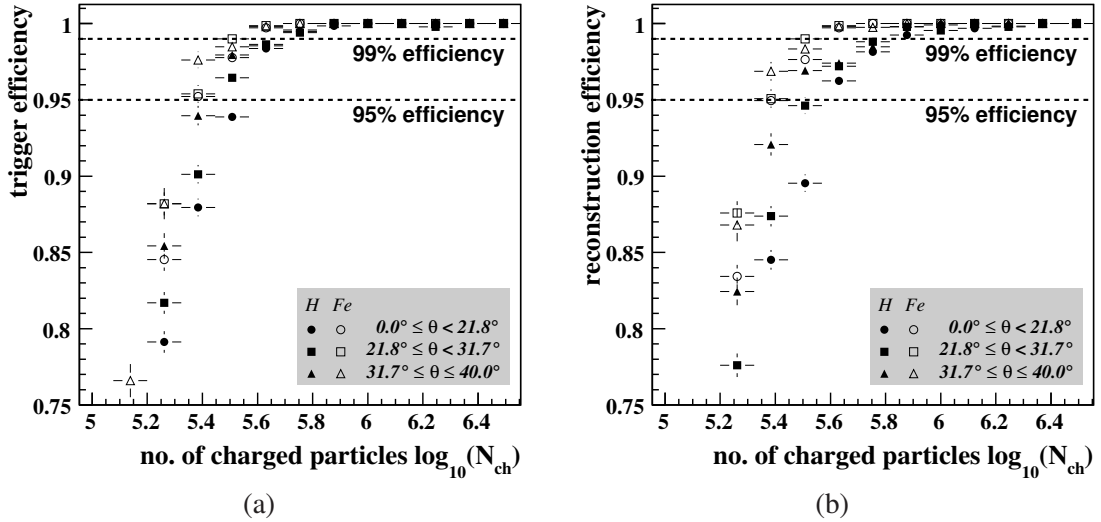 trigger efficiency
1
0.95
0.9
0.85
0.8
0.75
99% efficiency
95% efficiency
H Fe
0.0° ≤ θ < 21.8°
21.8° ≤ θ < 31.7°
31.7° ≤ θ ≤ 40.0°
5 5.2 5.4 5.6 5.8 6 6.2 6.4
no. of charged particles log₁₀(N_ch)
(a)
reconstruction efficiency
1
0.95
0.9
0.85
0.8
0.75
99% efficiency
95% efficiency
H Fe
0.0° ≤ θ < 21.8°
21.8° ≤ θ < 31.7°
31.7° ≤ θ ≤ 40.0°
5 5.2 5.4 5.6 5.8 6 6.2 6.4
no. of charged particles log₁₀(N_ch)
(b)